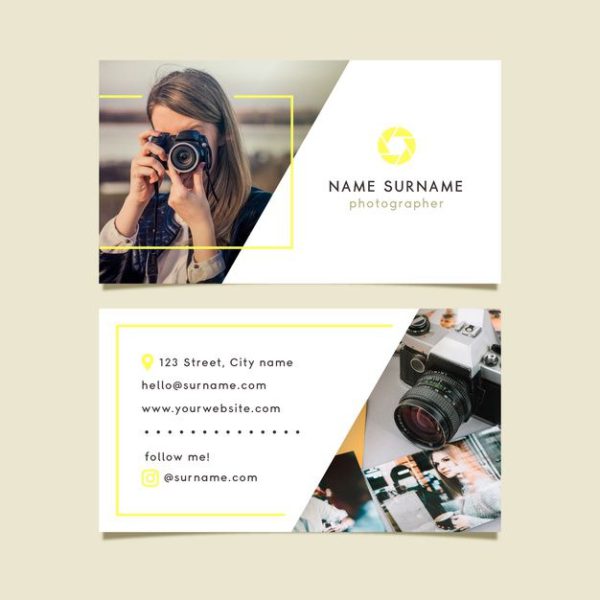 NAME SURNAME
photographer
123 Street, City name
hello@surname.com
www.yourwebsite.com
follow me!
@surname.com